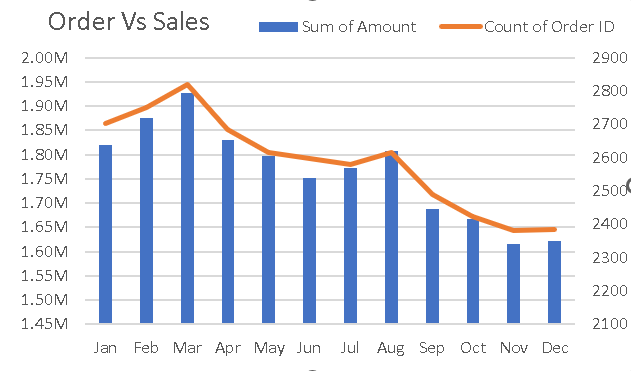 Order Vs Sales
Sum of Amount
Count of Order ID
2.00M
1.95M
1.90M
1.85M
1.80M
1.75M
1.70M
1.65M
1.60M
1.55M
1.50M
1.45M
2900
2800
2700
2600
2500
2400
2300
2200
2100
Jan Feb Mar Apr May Jun Jul Aug Sep Oct Nov Dec